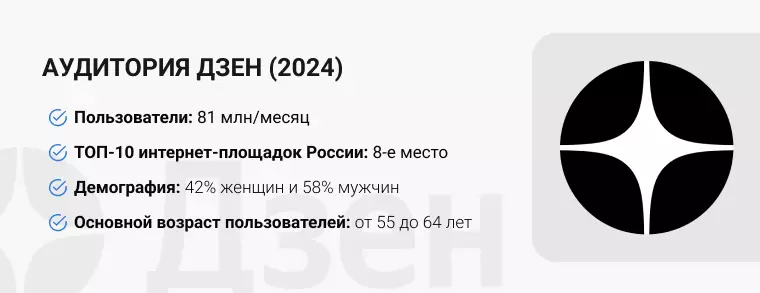 АУДИТОРИЯ ДЗЕН (2024)
Пользователи: 81 млн/месяц
ТОП-10 интернет-площадок России: 8-е место
Демография: 42% женщин и 58% мужчин
Основной возраст пользователей: от 55 до 64 лет
Дзен